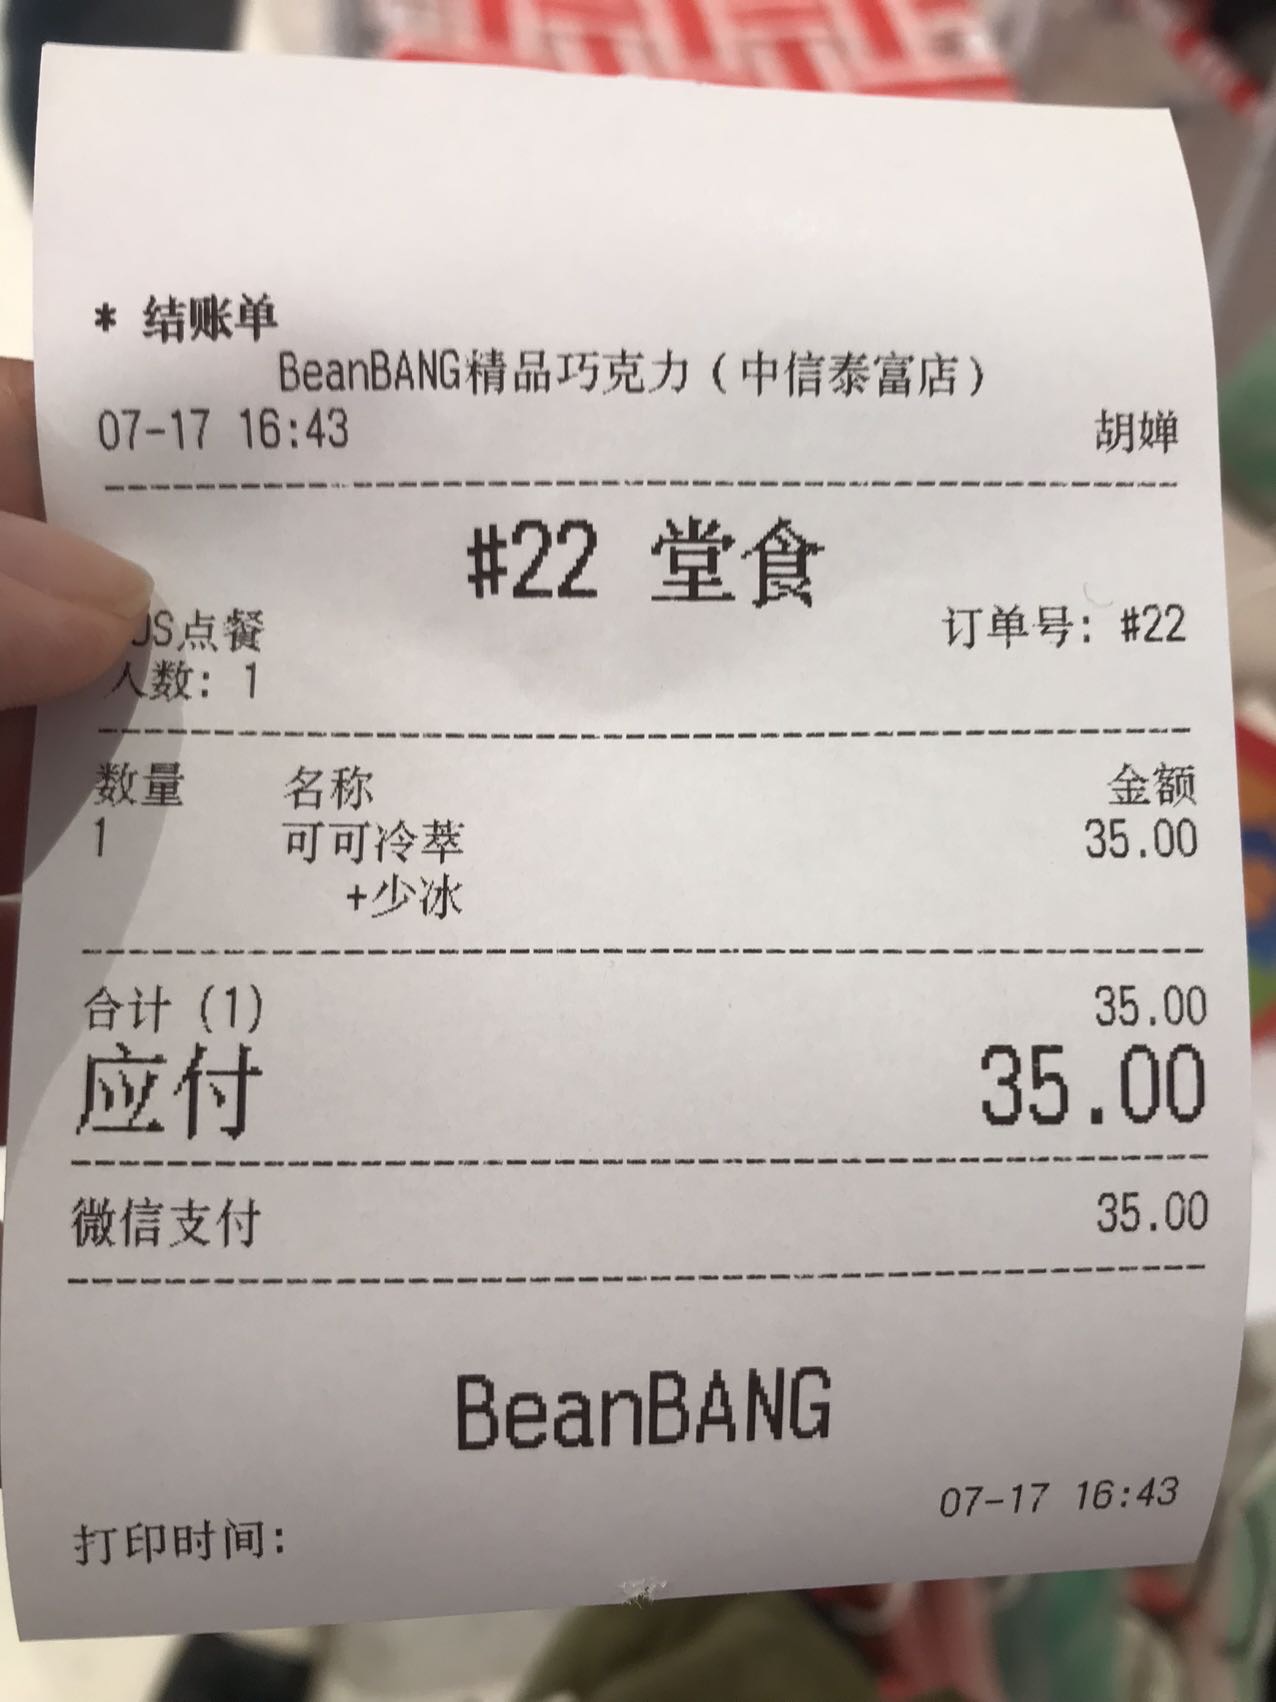 * 结账单
BeanBANG精品巧克力（中信泰富店）
07-17 16:43 胡婵
#22 堂食
OS点餐 订单号: #22
人数: 1
数量 名称 金额
1 可可冷萃 35.00
+少冰
合计 (1) 35.00
应付 35.00
微信支付 35.00
BeanBANG
07-17 16:43
打印时间: